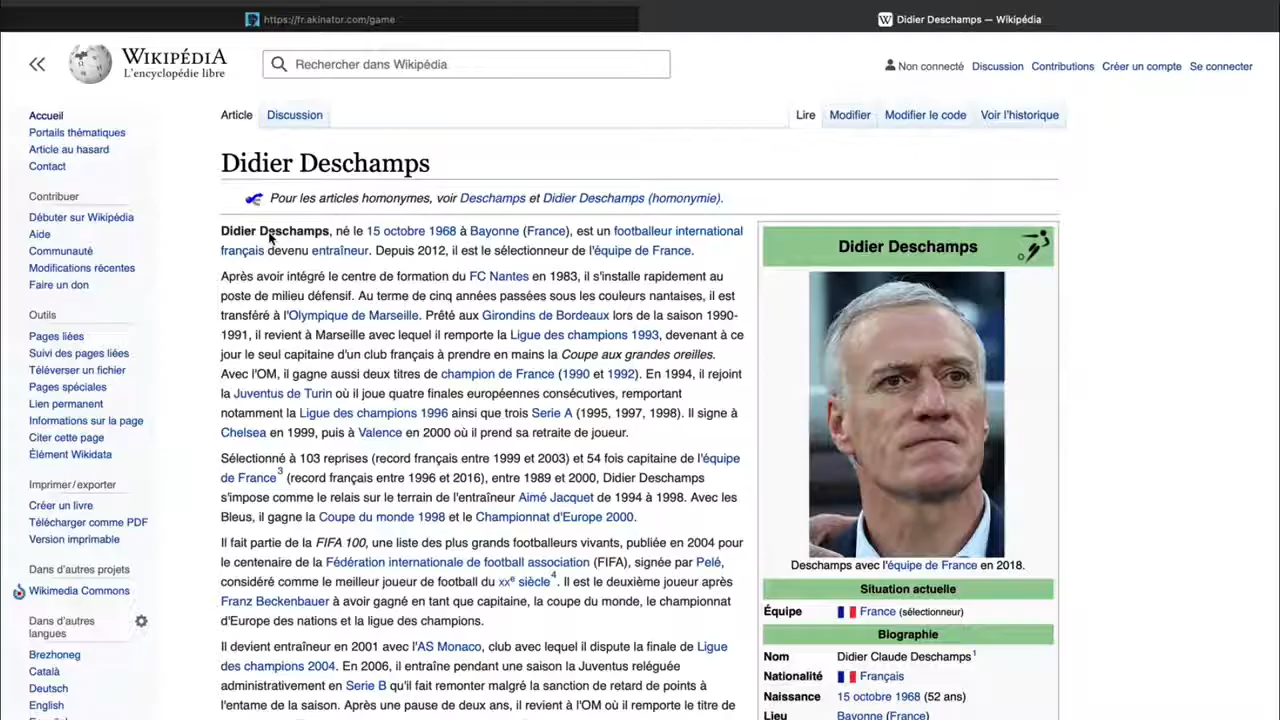 https://fr.akinator.com/game
Didier Deschamps — Wikipédia
WIKIPÉDIA
L'encyclopédie libre
Rechercher dans Wikipédia
Non connecté Discussion Contributions Créer un compte Se connecter
Accueil
Portails thématiques
Article au hasard
Contact
Contribuer
Débuter sur Wikipédia
Aide
Communauté
Modifications récentes
Faire un don
Outils
Pages liées
Suivi des pages liées
Téléverser un fichier
Pages spéciales
Lien permanent
Informations sur la page
Citer cette page
Élément Wikidata
Imprimer / exporter
Créer un livre
Télécharger comme PDF
Version imprimable
Dans d'autres projets
Wikimedia Commons
Dans d'autres
langues
Brezhoneg
Català
Deutsch
English
Article Discussion
Lire Modifier Modifier le code Voir l'historique
Didier Deschamps
Pour les articles homonymes, voir Deschamps et Didier Deschamps (homonymie).
Didier Deschamps, né le 15 octobre 1968 à Bayonne (France), est un footballeur international
français devenu entraîneur. Depuis 2012, il est le sélectionneur de l'équipe de France.
Après avoir intégré le centre de formation du FC Nantes en 1983, il s'installe rapidement au
poste de milieu défensif. Au terme de cinq années passées sous les couleurs nantaises, il est
transféré à l'Olympique de Marseille. Prêté aux Girondins de Bordeaux lors de la saison 1990-
1991, il revient à Marseille avec lequel il remporte la Ligue des champions 1993, devenant à ce
jour le seul capitaine d'un club français à prendre en mains la Coupe aux grandes oreilles.
Avec l'OM, il gagne aussi deux titres de champion de France (1990 et 1992). En 1994, il rejoint
la Juventus de Turin où il joue quatre finales européennes consécutives, remportant
notamment la Ligue des champions 1996 ainsi que trois Serie A (1995, 1997, 1998). Il signe à
Chelsea en 1999, puis à Valence en 2000 où il prend sa retraite de joueur.
Sélectionné à 103 reprises (record français entre 1999 et 2003) et 54 fois capitaine de l'équipe
de France3 (record français entre 1996 et 2016), entre 1989 et 2000, Didier Deschamps
s'impose comme le relais sur le terrain de l'entraîneur Aimé Jacquet de 1994 à 1998. Avec les
Bleus, il gagne la Coupe du monde 1998 et le Championnat d'Europe 2000.
Il fait partie de la FIFA 100, une liste des plus grands footballeurs vivants, publiée en 2004 pour
le centenaire de la Fédération internationale de football association (FIFA), signée par Pelé,
considéré comme le meilleur joueur de football du XXe siècle4. Il est le deuxième joueur après
Franz Beckenbauer à avoir gagné en tant que capitaine, la coupe du monde, le championnat
d'Europe des nations et la ligue des champions.
Il devient entraîneur en 2001 avec l'AS Monaco, club avec lequel il dispute la finale de Ligue
des champions 2004. En 2006, il entraîne pendant une saison la Juventus reléguée
administrativement en Serie B qu'il fait remonter malgré la sanction de retard de points à
l'entame de la saison. Après une pause de deux ans, il revient à l'OM où il remporte le titre de
Didier Deschamps
Deschamps avec l'équipe de France en 2018.
Situation actuelle
Équipe France (sélectionneur)
Biographie
Nom Didier Claude Deschamps1
Nationalité Français
Naissance 15 octobre 1968 (52 ans)
Lieu Bayonne (France)